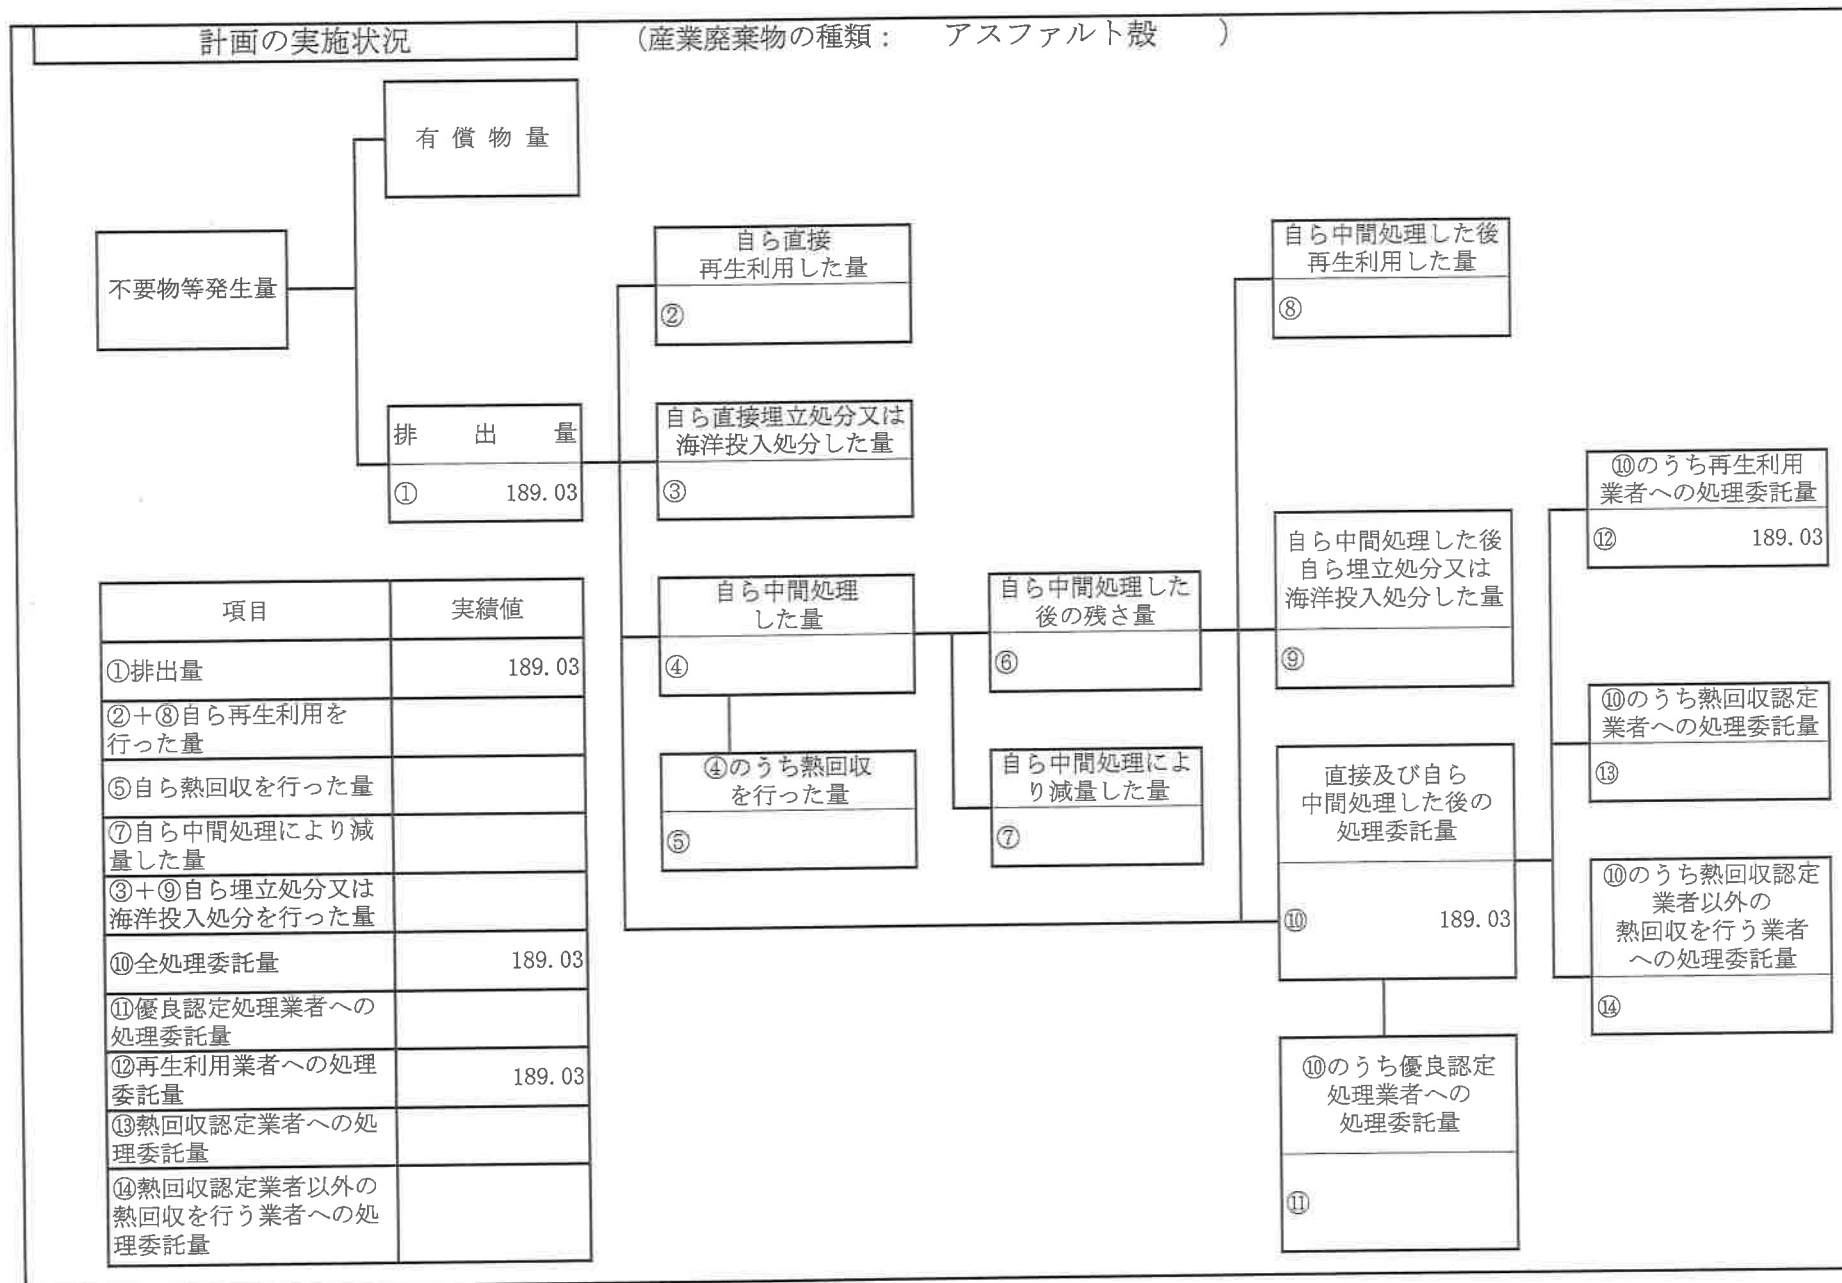 計画の実施状況
（産業廃棄物の種類： アスファルト殻 ）
有償物量
不要物等発生量
排出量
① 189.03
自ら直接
再生利用した量
②
自ら直接埋立処分又は
海洋投入処分した量
③
自ら中間処理
した量
④
④のうち熱回収
を行った量
⑤
自ら中間処理した
後の残さ量
⑥
自ら中間処理によ
り減量した量
⑦
自ら中間処理した後
再生利用した量
⑧
自ら中間処理した後
自ら埋立処分又は
海洋投入処分した量
⑨
直接及び自ら
中間処理した後の
処理委託量
⑩ 189.03
⑩のうち優良認定
処理業者への
処理委託量
⑪
⑩のうち再生利用
業者への処理委託量
⑫ 189.03
⑩のうち熱回収認定
業者への処理委託量
⑬
⑩のうち熱回収認定
業者以外の
熱回収を行う業者
への処理委託量
⑭
項目 実績値
①排出量 189.03
②＋⑧自ら再生利用を
行った量
⑤自ら熱回収を行った量
⑦自ら中間処理により減
量した量
③＋⑨自ら埋立処分又は
海洋投入処分を行った量
⑩全処理委託量 189.03
⑪優良認定処理業者への
処理委託量
⑫再生利用業者への処理
委託量 189.03
⑬熱回収認定業者への処
理委託量
⑭熱回収認定業者以外の
熱回収を行う業者への処
理委託量